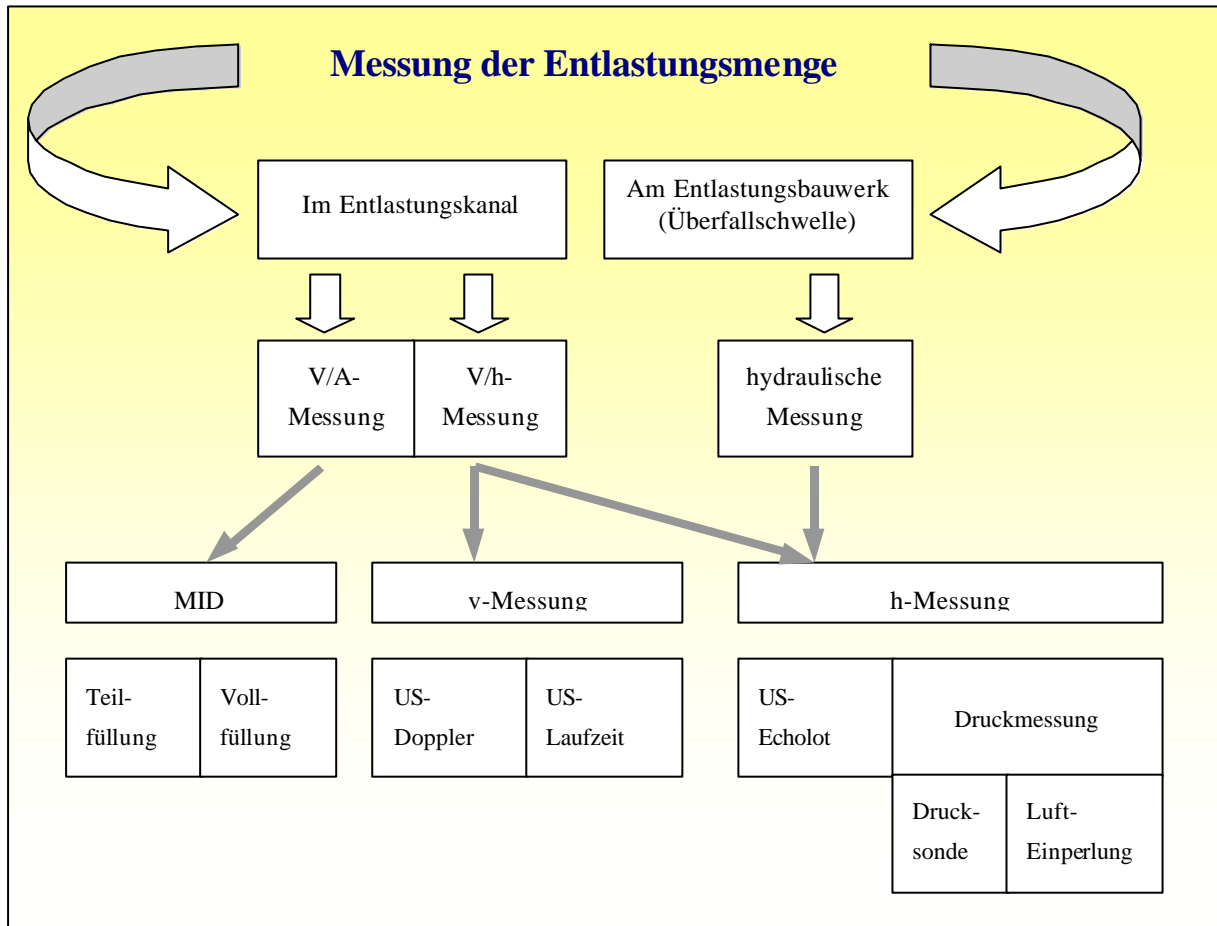 Messung der Entlastungsmenge
Im Entlastungskanal
Am Entlastungsbauwerk
(Überfallschwelle)
V/A-
Messung
V/h-
Messung
hydraulische
Messung
MID
v-Messung
h-Messung
Teil-
füllung
Voll-
füllung
US-
Doppler
US-
Laufzeit
US-
Echolot
Druckmessung
Druck-
sonde
Luft-
Einperlung